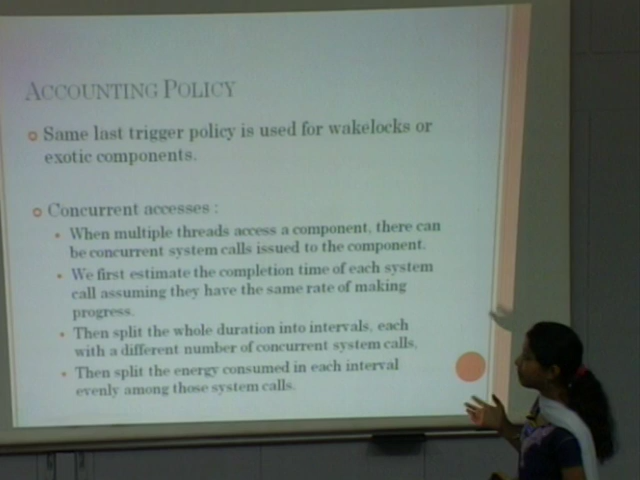 ACCOUNTING POLICY
Same last trigger policy is used for wakelocks or
exotic components.
Concurrent accesses :
When multiple threads access a component, there can
be concurrent system calls issued to the component.
We first estimate the completion time of each system
call assuming they have the same rate of making
progress.
Then split the whole duration into intervals, each
with a different number of concurrent system calls,
Then split the energy consumed in each interval
evenly among those system calls.